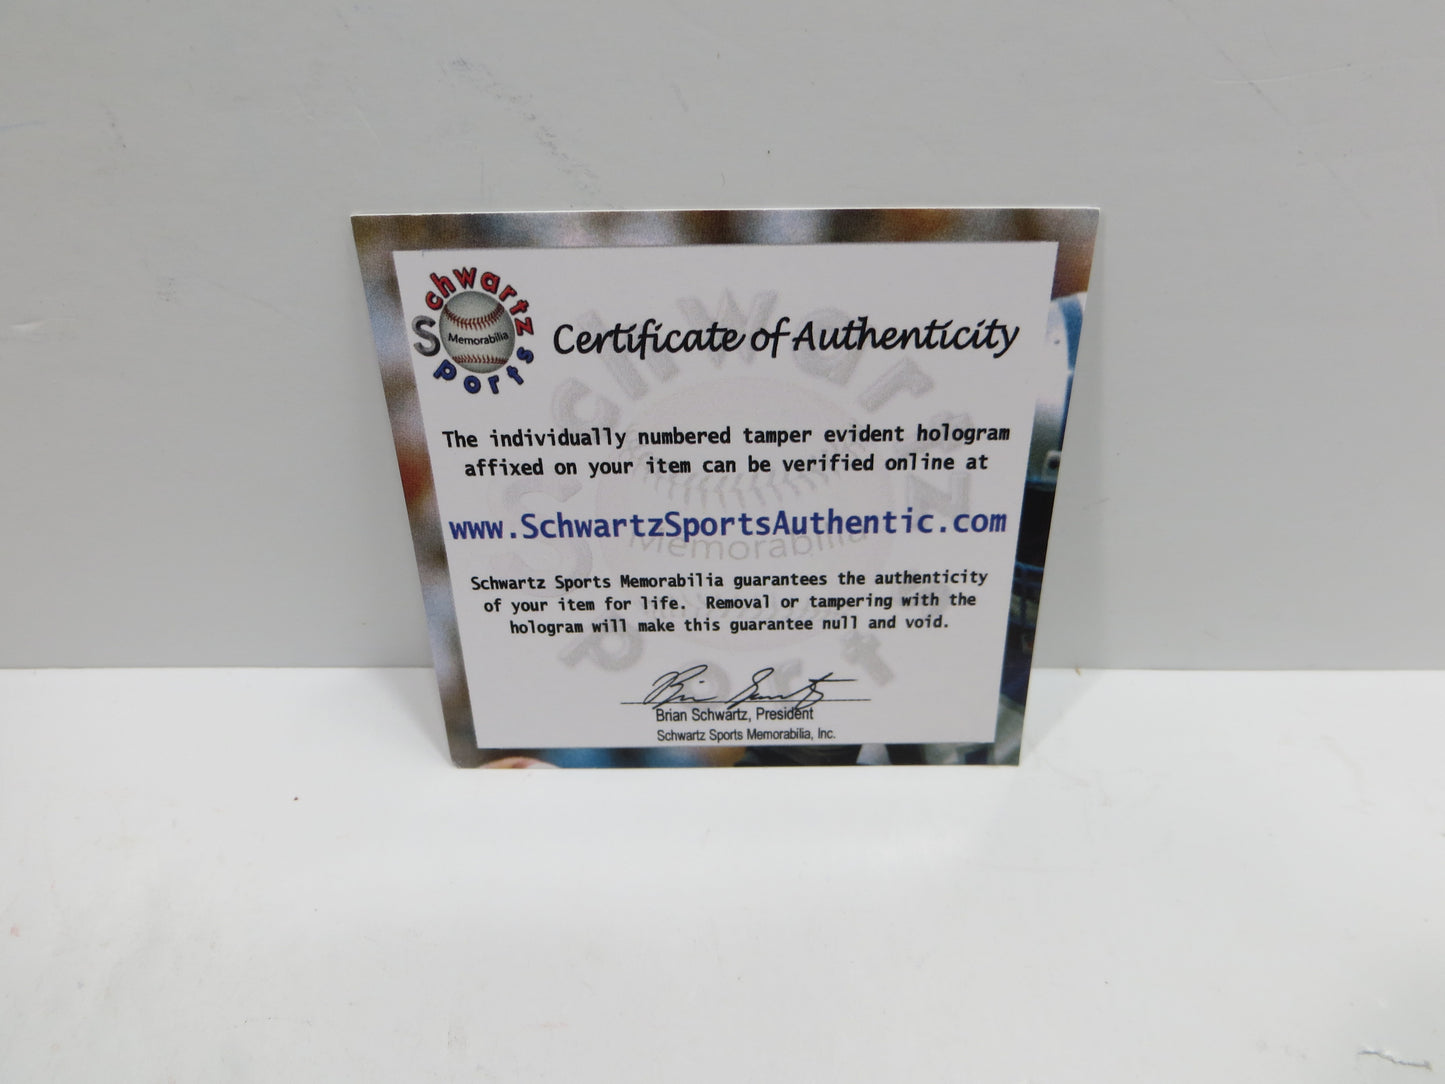 Schwartz
Sports
Memorabilia
Certificate of Authenticity
The individually numbered tamper evident hologram
affixed on your item can be verified online at
www.SchwartzSportsAuthentic.com
Schwartz Sports Memorabilia guarantees the authenticity
of your item for life. Removal or tampering with the
hologram will make this guarantee null and void.
Brian Schwartz, President
Schwartz Sports Memorabilia, Inc.